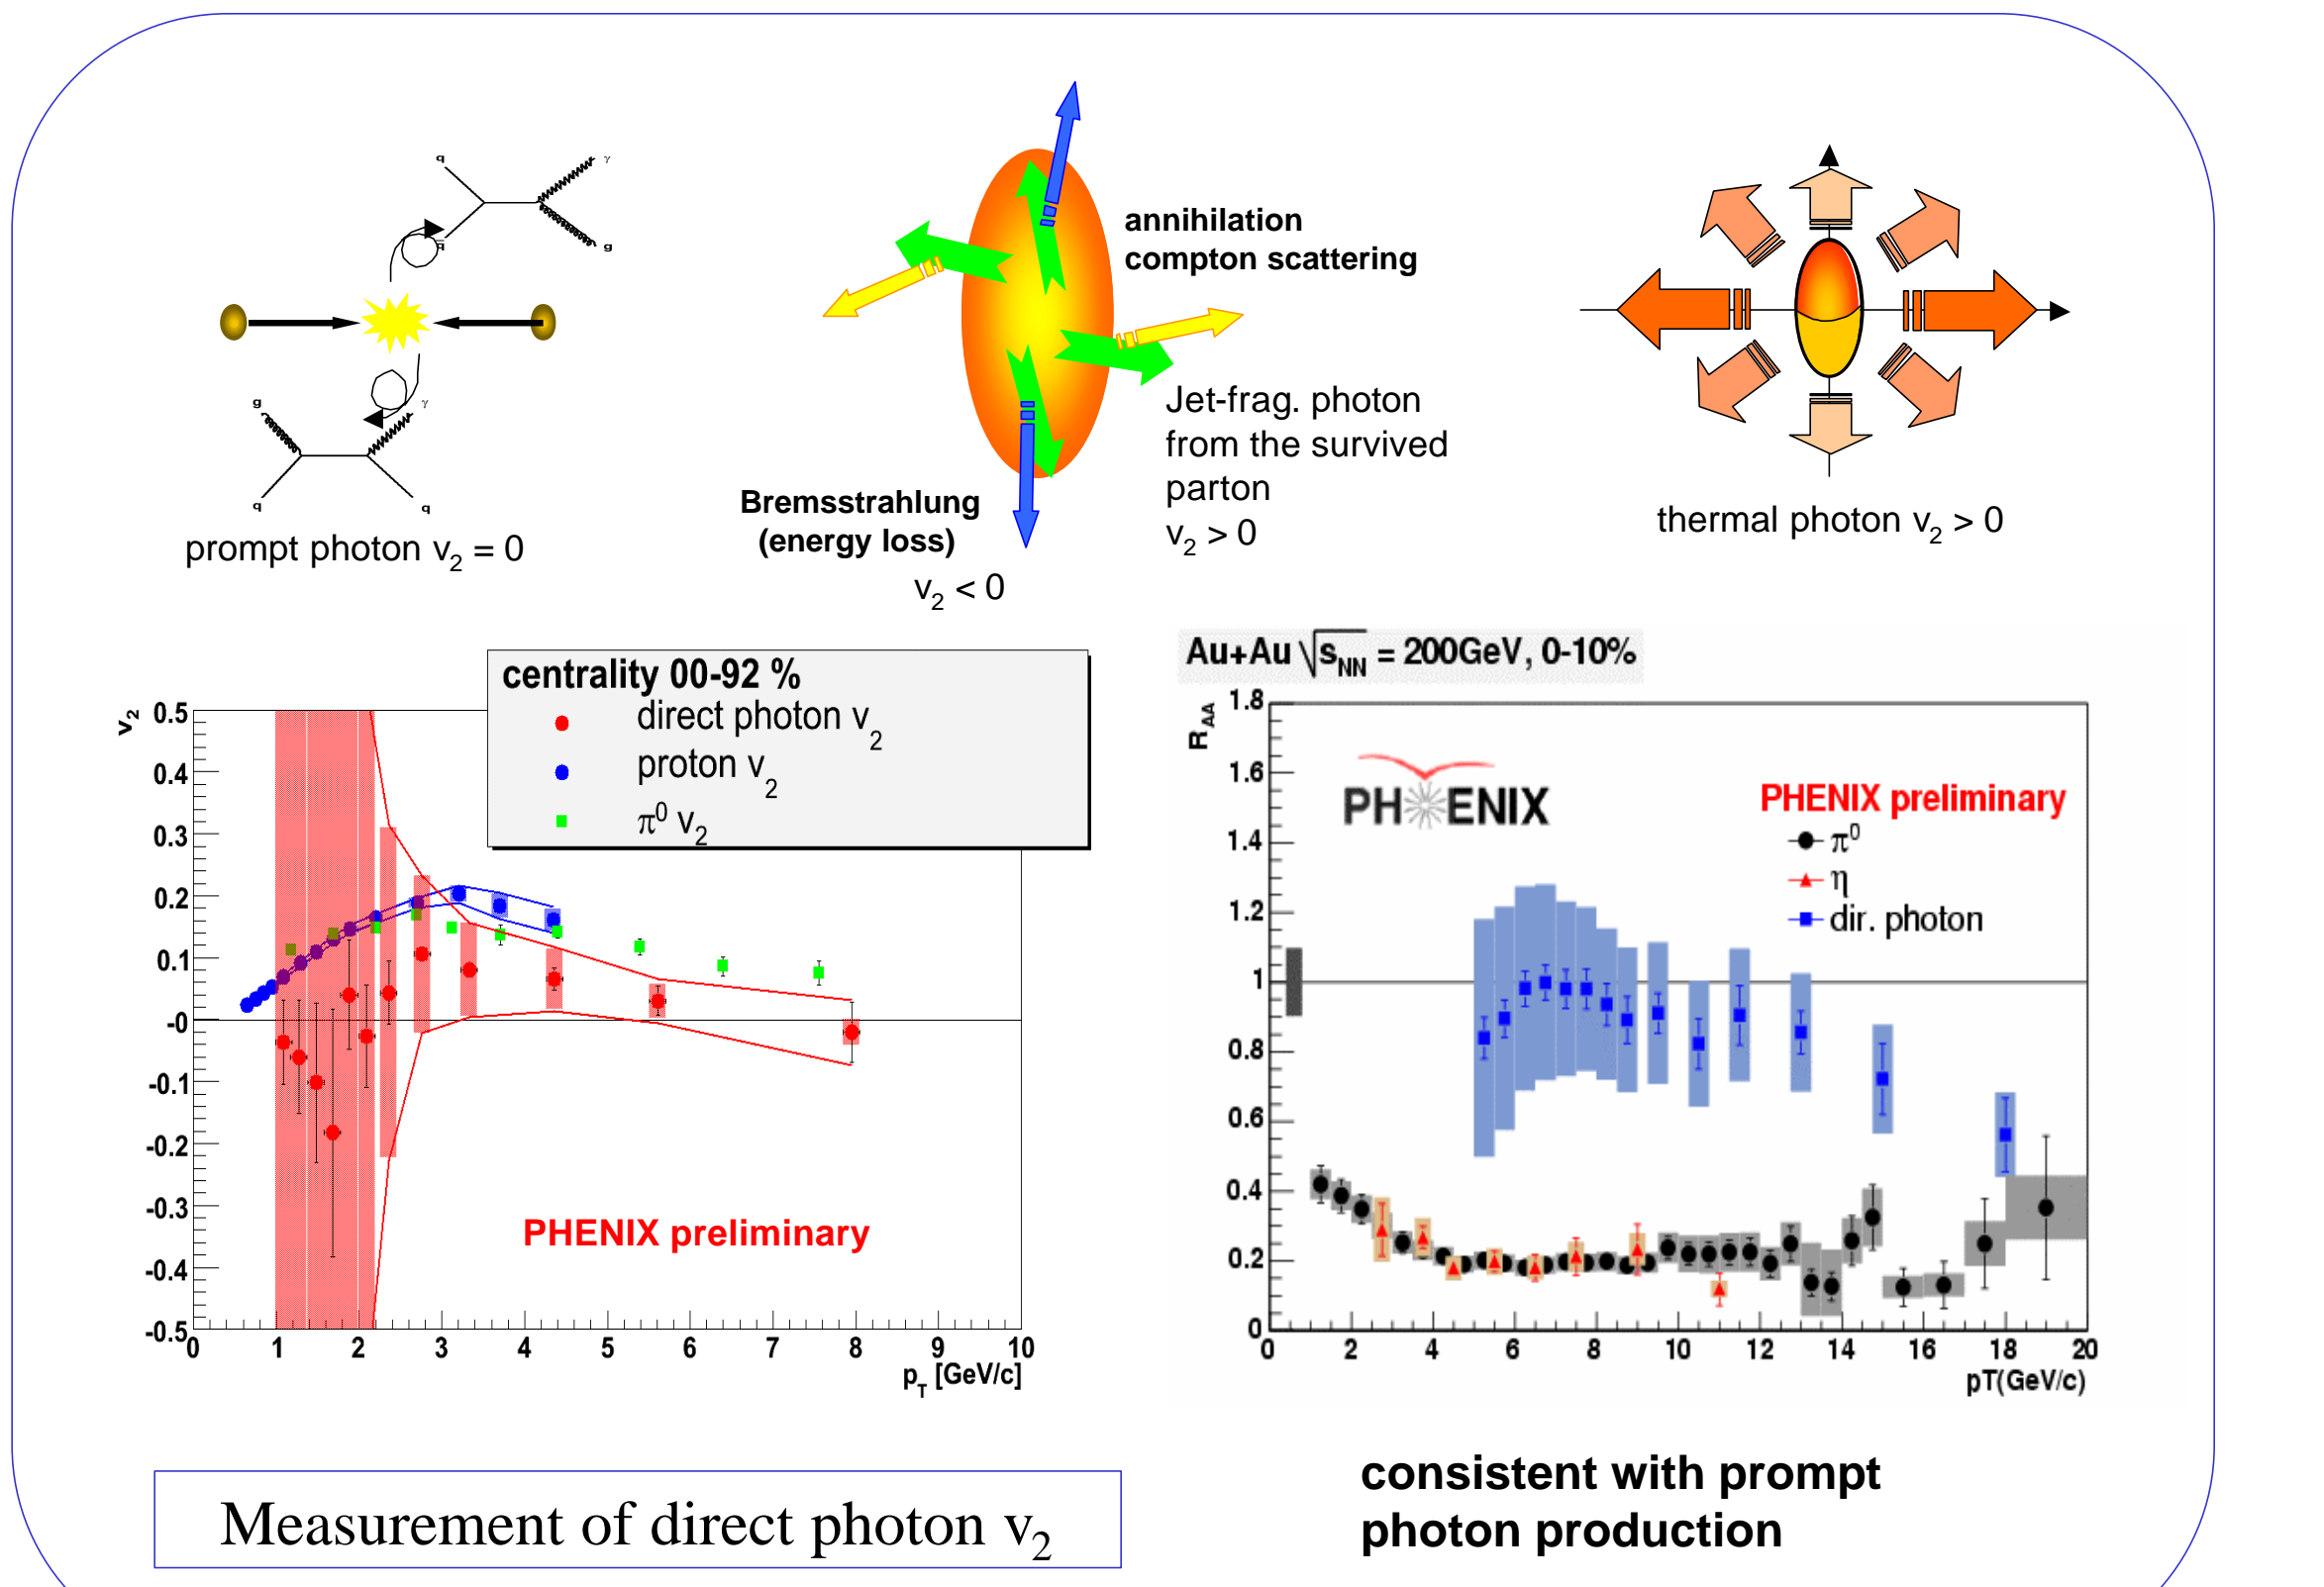 q
γ
q̄
g
g
γ
q
q
prompt photon v2 = 0
annihilation
compton scattering
Jet-frag. photon
from the survived
parton
v2 > 0
Bremsstrahlung
(energy loss)
v2 < 0
thermal photon v2 > 0
centrality 00-92 %
direct photon v2
proton v2
π0 v2
v2
0.5
0.4
0.3
0.2
0.1
-0
-0.1
-0.2
-0.3
-0.4
-0.5
0 1 2 3 4 5 6 7 8 9 10
pT [GeV/c]
PHENIX preliminary
Au+Au √sNN = 200GeV, 0-10%
RAA
1.8
1.6
1.4
1.2
1
0.8
0.6
0.4
0.2
0
0 2 4 6 8 10 12 14 16 18 20
pT(GeV/c)
PHENIX
PHENIX preliminary
π0
η
dir. photon
Measurement of direct photon v2
consistent with prompt
photon production